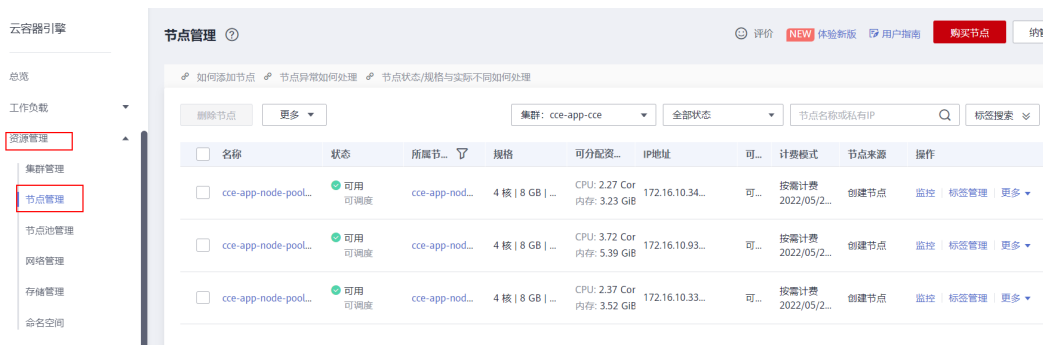 云容器引擎
总览
工作负载
资源管理
集群管理
节点管理
节点池管理
网络管理
存储管理
命名空间
节点管理
评价 NEW 体验新版 用户指南 购买节点 纳管
如何添加节点 节点异常如何处理 节点状态/规格与实际不同如何处理
删除节点 更多 集群：cce-app-cce 全部状态 节点名称或私有IP 标签搜索
名称 状态 所属节... 规格 可分配资... IP地址 可... 计费模式 节点来源 操作
cce-app-node-pool... 可用 cce-app-nod... 4 核 | 8 GB | ... CPU: 2.27 Cor 172.16.10.34... 可... 按需计费 创建节点 监控 标签管理 更多
可调度 内存: 3.23 GiB 2022/05/2...
cce-app-node-pool... 可用 cce-app-nod... 4 核 | 8 GB | ... CPU: 3.72 Cor 172.16.10.93... 可... 按需计费 创建节点 监控 标签管理 更多
可调度 内存: 5.39 GiB 2022/05/2...
cce-app-node-pool... 可用 cce-app-nod... 4 核 | 8 GB | ... CPU: 2.37 Cor 172.16.10.33... 可... 按需计费 创建节点 监控 标签管理 更多
可调度 内存: 3.52 GiB 2022/05/2...